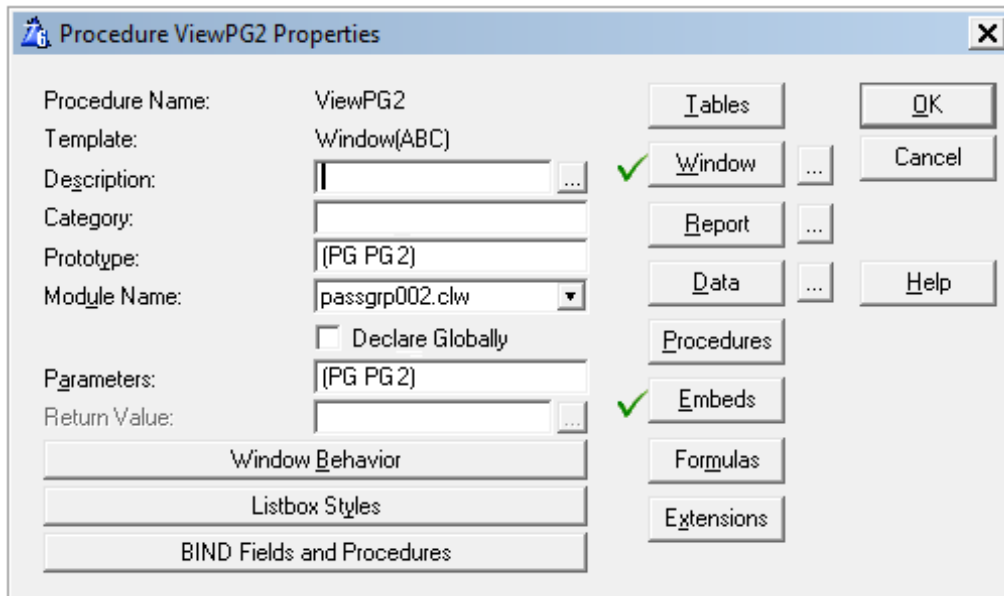 Procedure ViewPG2 Properties
Procedure Name: ViewPG2
Template: Window(ABC)
Description: ...
Category:
Prototype: (PG PG2)
Module Name: passgrp002.clw
Declare Globally
Parameters: (PG PG2)
Return Value: ...
Window Behavior
Listbox Styles
BIND Fields and Procedures
Tables
Window ...
Report ...
Data ...
Procedures
Embeds
Formulas
Extensions
OK
Cancel
Help